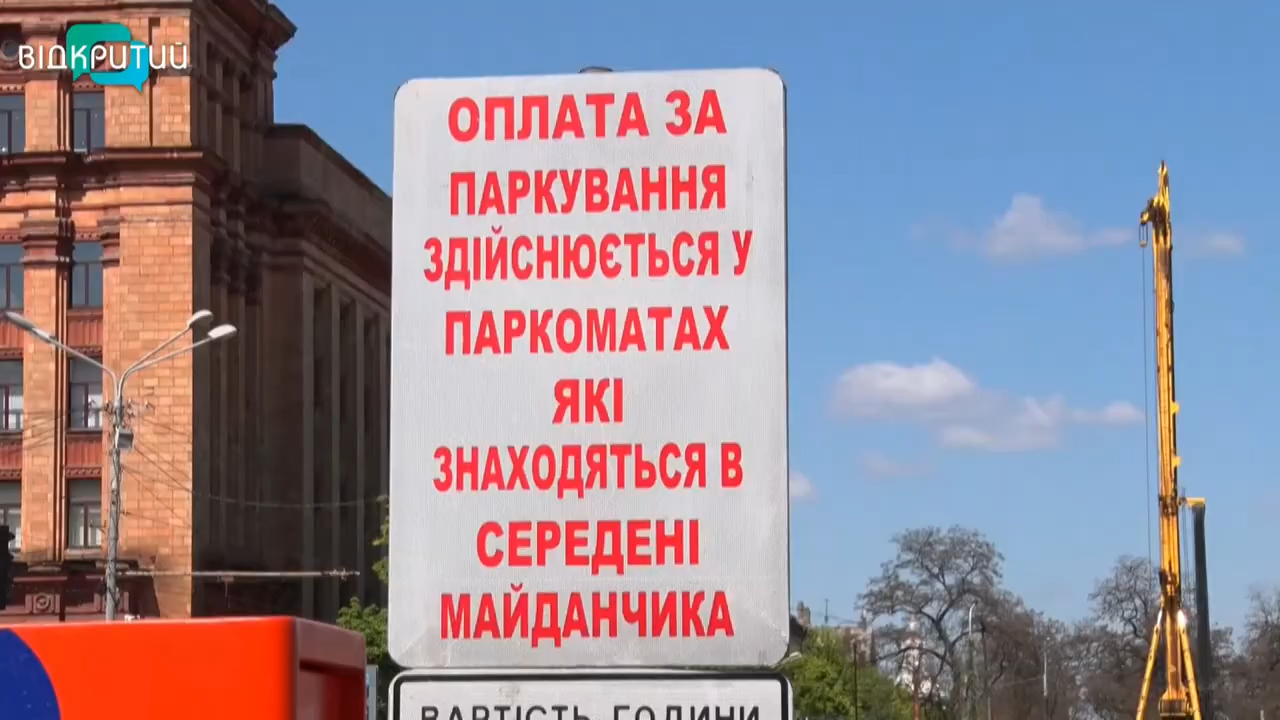 ВІДКРИТИЙ
ОПЛАТА ЗА
ПАРКУВАННЯ
ЗДІЙСНЮЄТЬСЯ У
ПАРКОМАТАХ
ЯКІ
ЗНАХОДЯТЬСЯ В
СЕРЕДЕНІ
МАЙДАНЧИКА
ВАРТІСТЬ ГОДИНИ